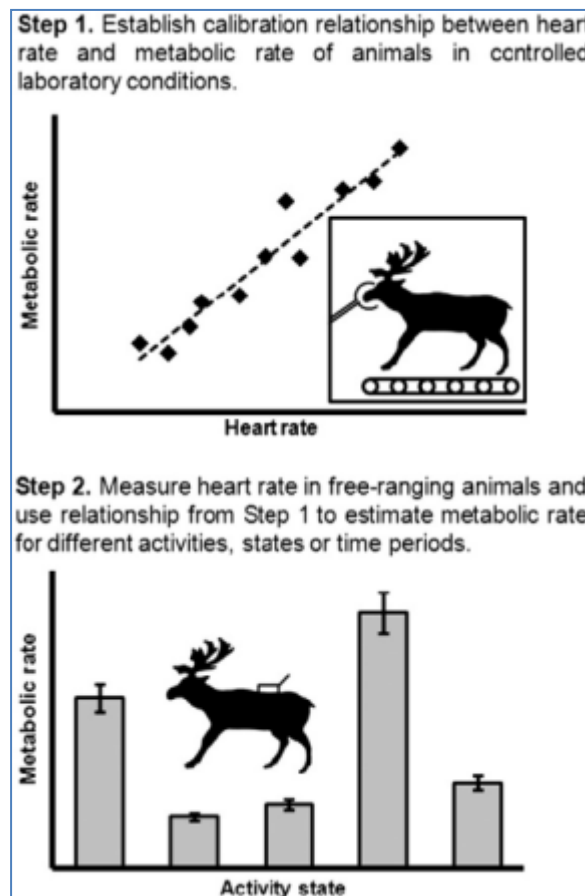 Step 1. Establish calibration relationship between heart
rate and metabolic rate of animals in controlled
laboratory conditions.
Metabolic rate
Heart rate
Step 2. Measure heart rate in free-ranging animals and
use relationship from Step 1 to estimate metabolic rate
for different activities, states or time periods.
Metabolic rate
Activity state